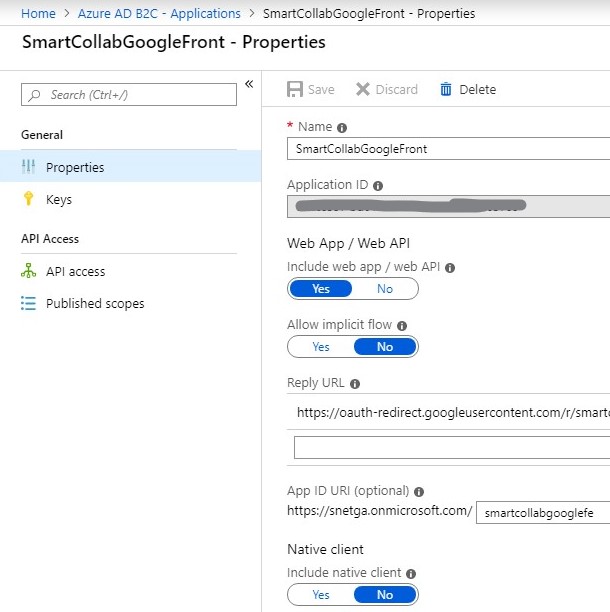 Home > Azure AD B2C - Applications > SmartCollabGoogleFront - Properties
SmartCollabGoogleFront - Properties
Search (Ctrl+/)
«
General
Properties
Keys
API Access
API access
Published scopes
Save Discard Delete
* Name
SmartCollabGoogleFront
Application ID
Web App / Web API
Include web app / web API
Yes No
Allow implicit flow
Yes No
Reply URL
https://oauth-redirect.googleusercontent.com/r/smartc
App ID URI (optional)
https://snetga.onmicrosoft.com/ smartcollabgooglefe
Native client
Include native client
Yes No